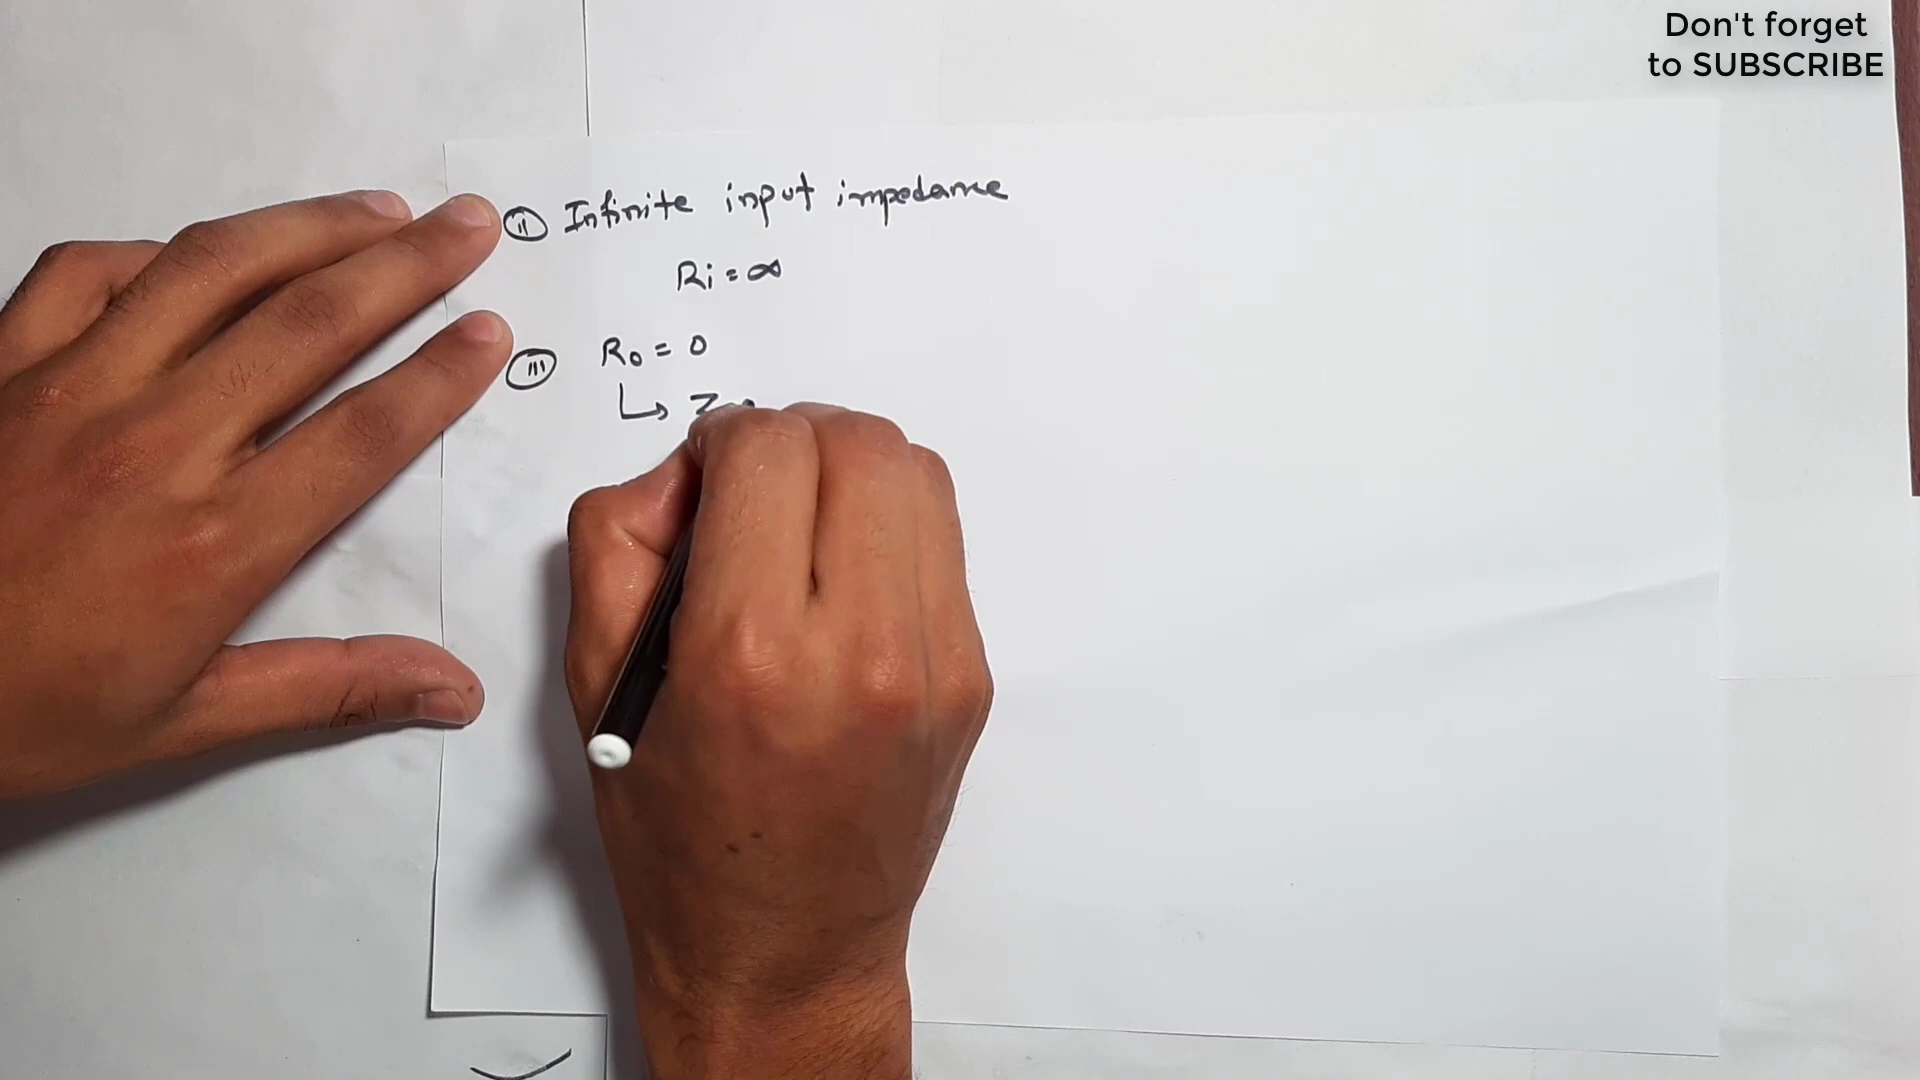 Don't forget
to SUBSCRIBE
(ii) Infinite input impedance
Ri = ∞
(iii) Ro = 0
↳